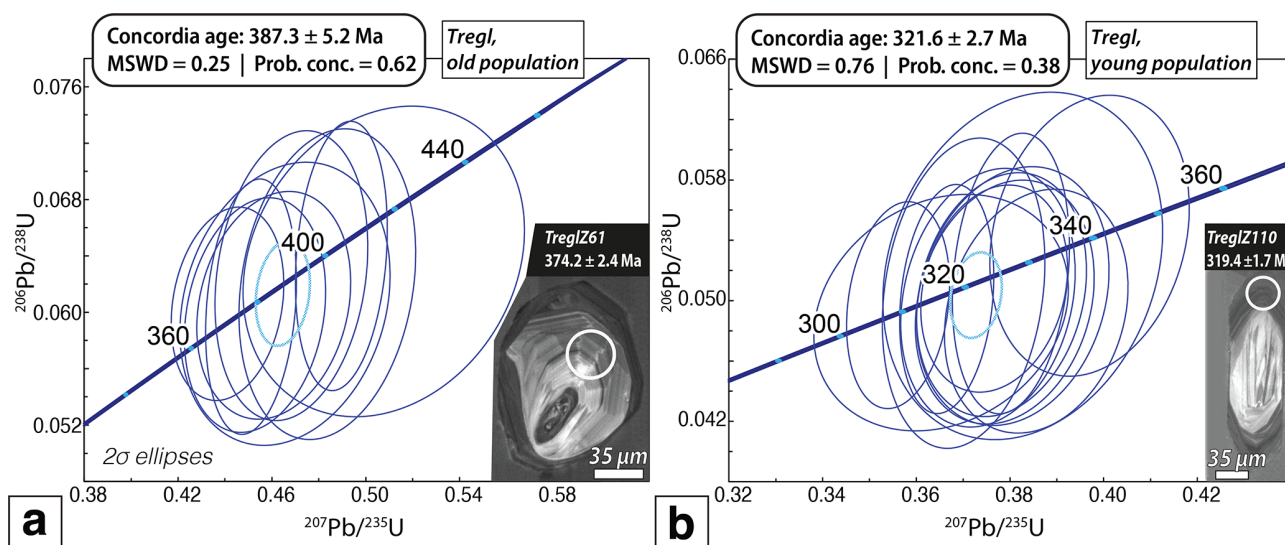 Concordia age: 387.3 ± 5.2 Ma
MSWD = 0.25 | Prob. conc. = 0.62
Tregl,
old population
0.076
0.068
0.060
0.052
²⁰⁶Pb/²³⁸U
440
400
360
TreglZ61
374.2 ± 2.4 Ma
35 µm
2σ ellipses
0.38
0.42
0.46
0.50
0.54
0.58
²⁰⁷Pb/²³⁵U
a
Concordia age: 321.6 ± 2.7 Ma
MSWD = 0.76 | Prob. conc. = 0.38
Tregl,
young population
0.066
0.058
0.050
0.042
²⁰⁶Pb/²³⁸U
360
340
320
300
TreglZ110
319.4 ±1.7 M
35 µm
0.32
0.34
0.36
0.38
0.40
0.42
²⁰⁷Pb/²³⁵U
b